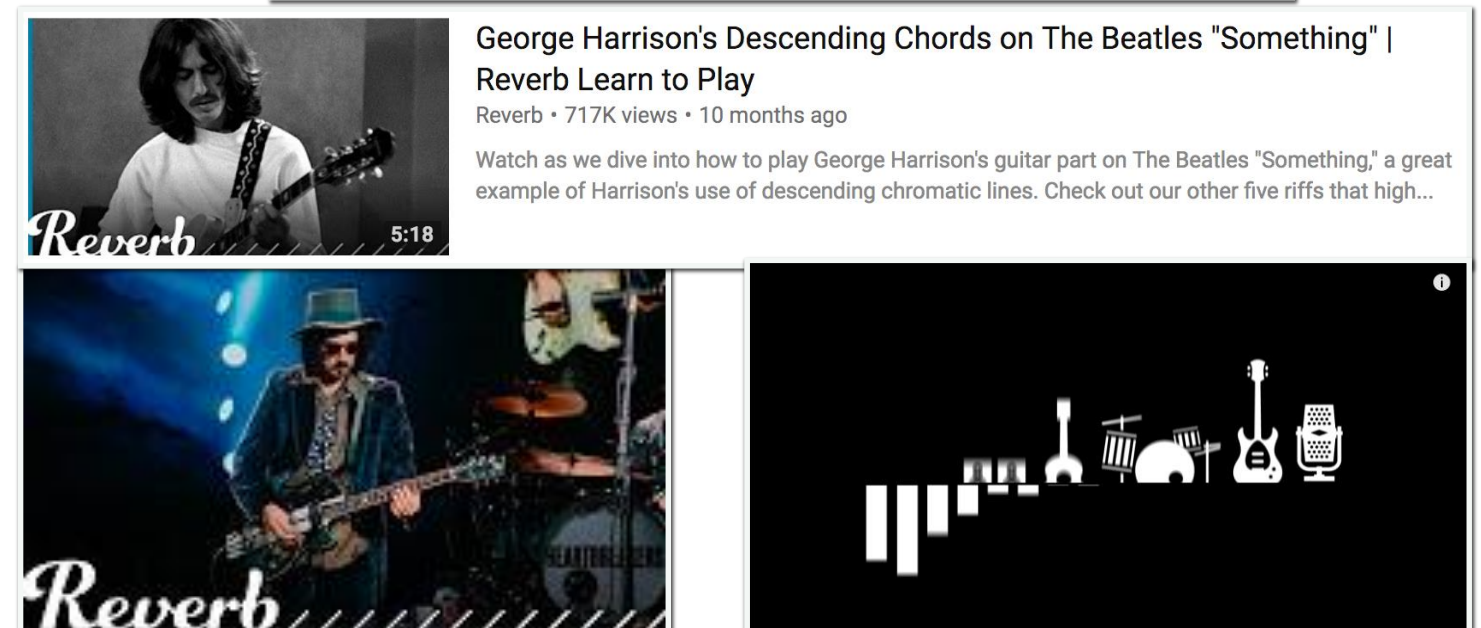 George Harrison's Descending Chords on The Beatles "Something" |
Reverb Learn to Play
Reverb • 717K views • 10 months ago
Watch as we dive into how to play George Harrison's guitar part on The Beatles "Something," a great
example of Harrison's use of descending chromatic lines. Check out our other five riffs that high...
Reverb
5:18
i
HEARTBREAKERS
Reverb